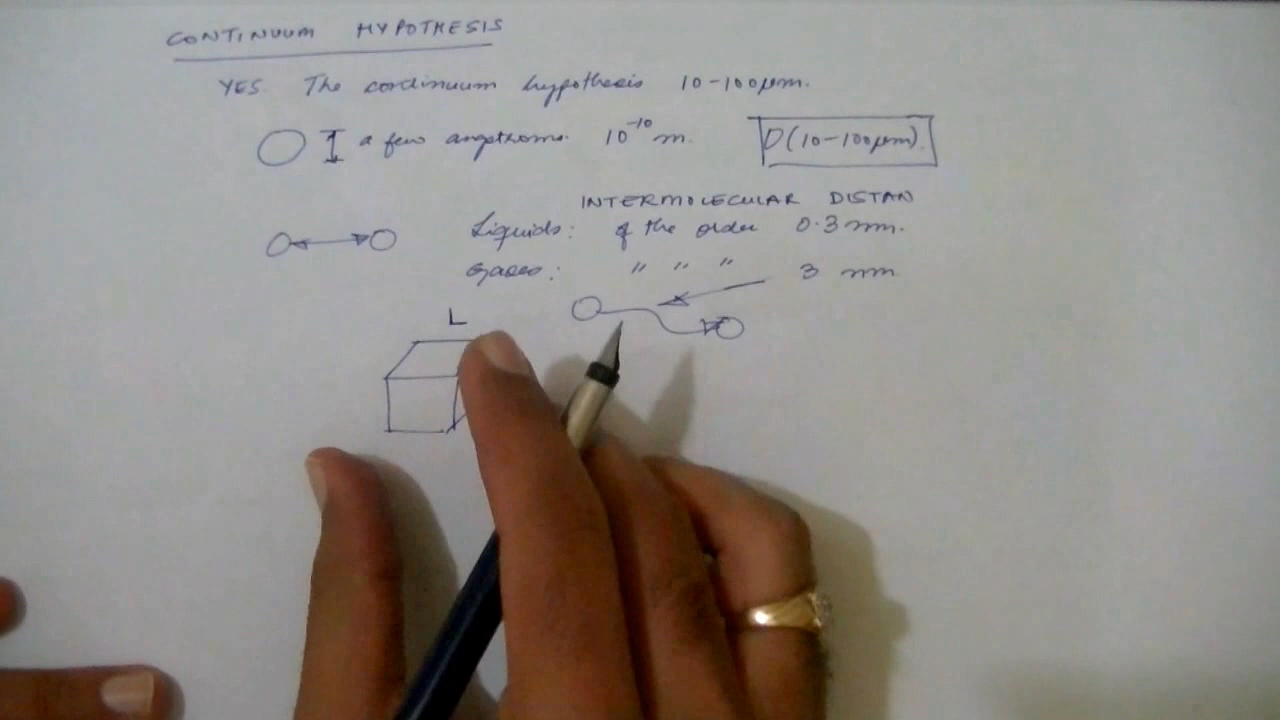 CONTINUUM HYPOTHESIS
YES. The continuum hypothesis 10-100μm.
a few angsthoms. 10⁻¹⁰ m. D(10-100μm).
INTERMOLECULAR DISTAN
Liquids: of the order 0.3 nm.
Gases: " " " 3 nm
L